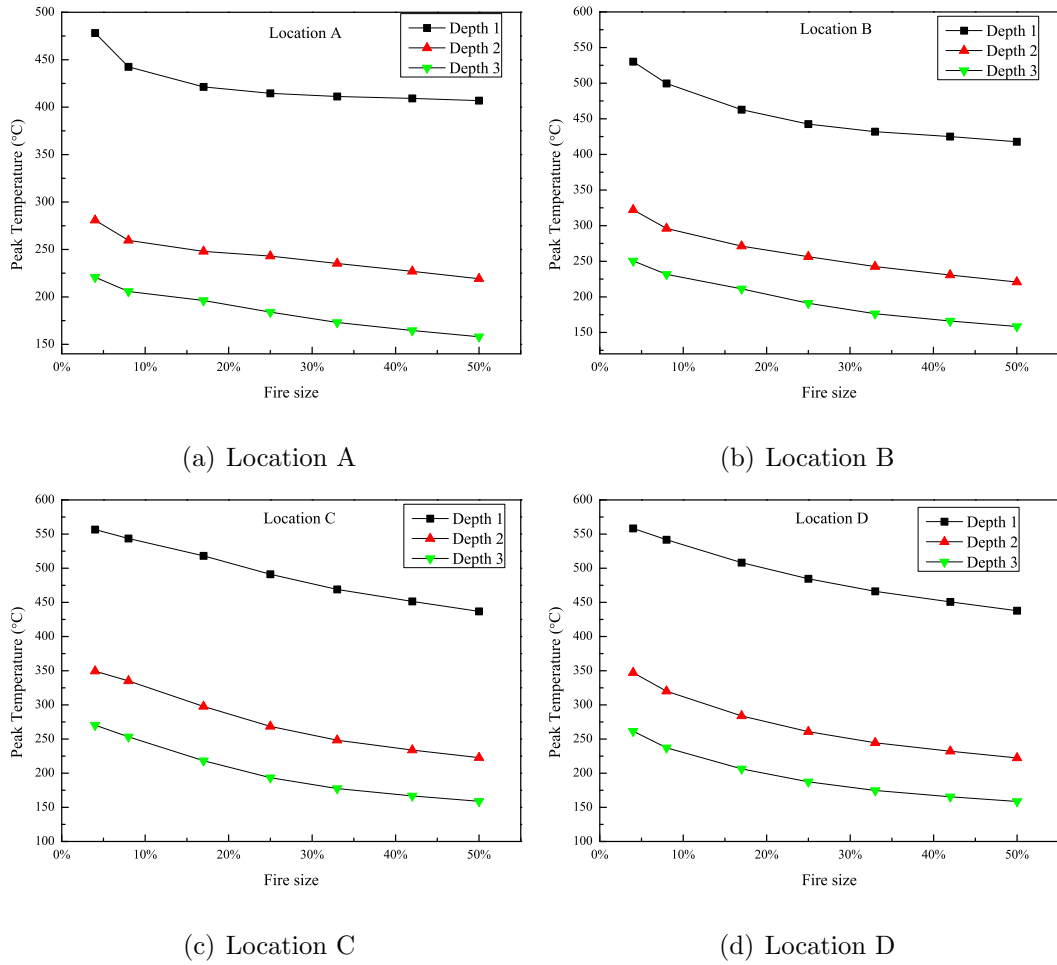 Location A
Depth 1
Depth 2
Depth 3
Peak Temperature (°C)
500
450
400
350
300
250
200
150
0% 10% 20% 30% 40% 50%
Fire size
(a) Location A
Location B
Depth 1
Depth 2
Depth 3
Peak Temperature (°C)
600
550
500
450
400
350
300
250
200
150
0% 10% 20% 30% 40% 50%
Fire size
(b) Location B
Location C
Depth 1
Depth 2
Depth 3
Peak Temperature (°C)
600
550
500
450
400
350
300
250
200
150
100
0% 10% 20% 30% 40% 50%
Fire size
(c) Location C
Location D
Depth 1
Depth 2
Depth 3
Peak Temperature (°C)
600
550
500
450
400
350
300
250
200
150
100
0% 10% 20% 30% 40% 50%
Fire size
(d) Location D